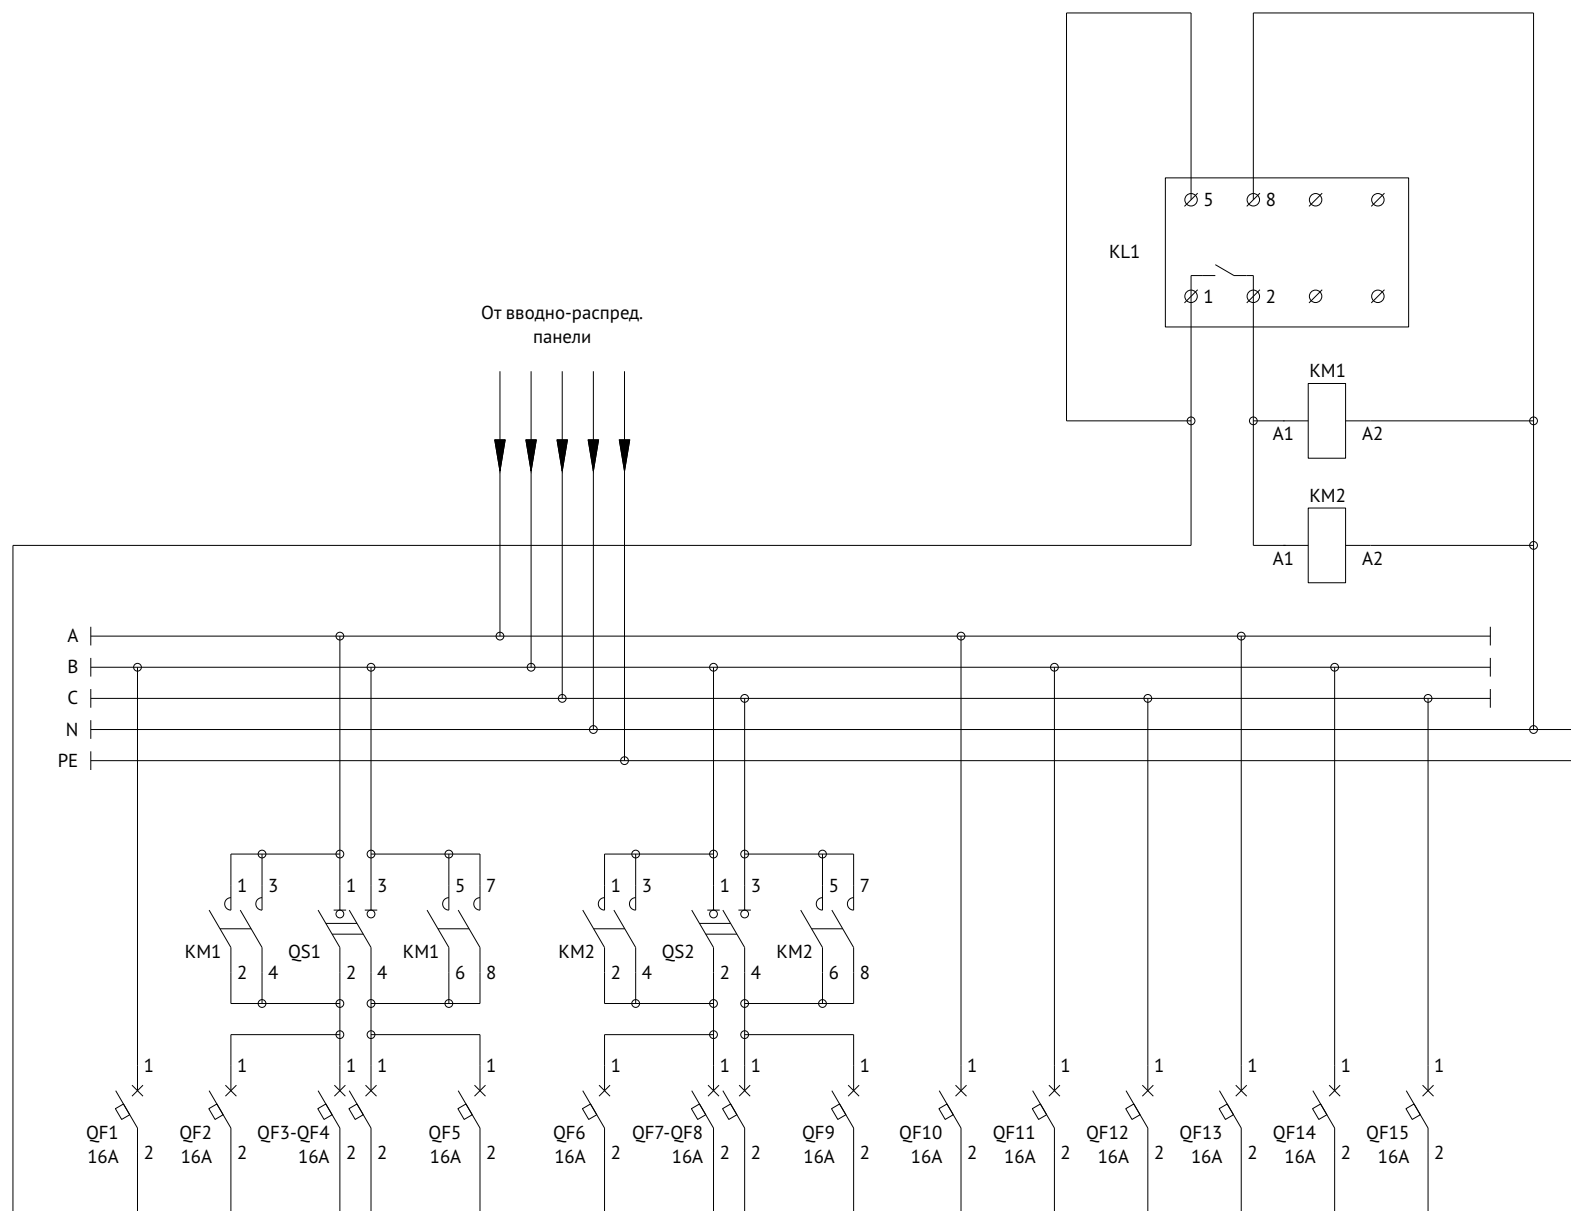 5 8
KL1
1 2
От вводно-распред.
панели
KM1
A1 A2
KM2
A1 A2
A
B
C
N
PE
1 3 1 3 5 7 1 3 1 3 5 7
KM1 QS1 KM1 KM2 QS2 KM2
2 4 2 4 6 8 2 4 2 4 6 8
1 1 1 1 1 1 1 1 1 1 1 1 1 1 1
QF1 QF2 QF3-QF4 QF5 QF6 QF7-QF8 QF9 QF10 QF11 QF12 QF13 QF14 QF15
16A 2 16A 2 16A 2 2 16A 2 16A 2 16A 2 2 16A 2 16A 2 16A 2 16A 2 16A 2 16A 2 16A 2